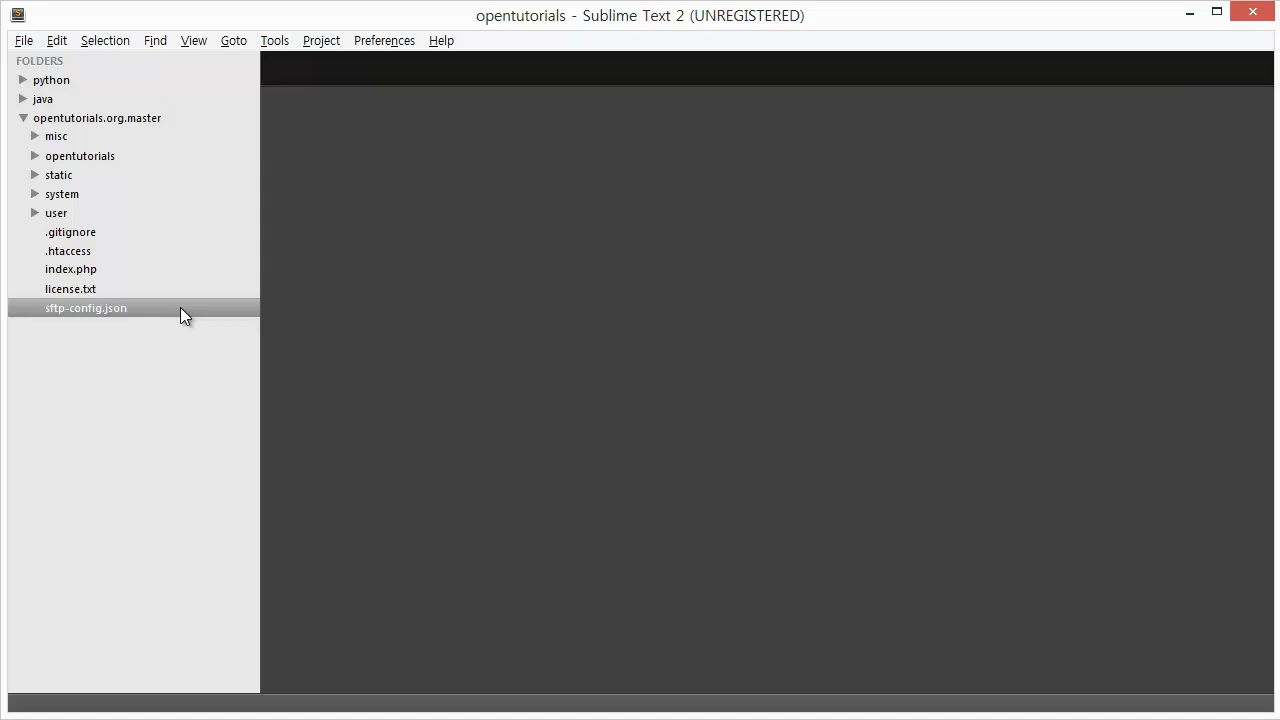 opentutorials - Sublime Text 2 (UNREGISTERED)
File Edit Selection Find View Goto Tools Project Preferences Help
FOLDERS
python
java
opentutorials.org.master
misc
opentutorials
static
system
user
.gitignore
.htaccess
index.php
license.txt
sftp-config.json